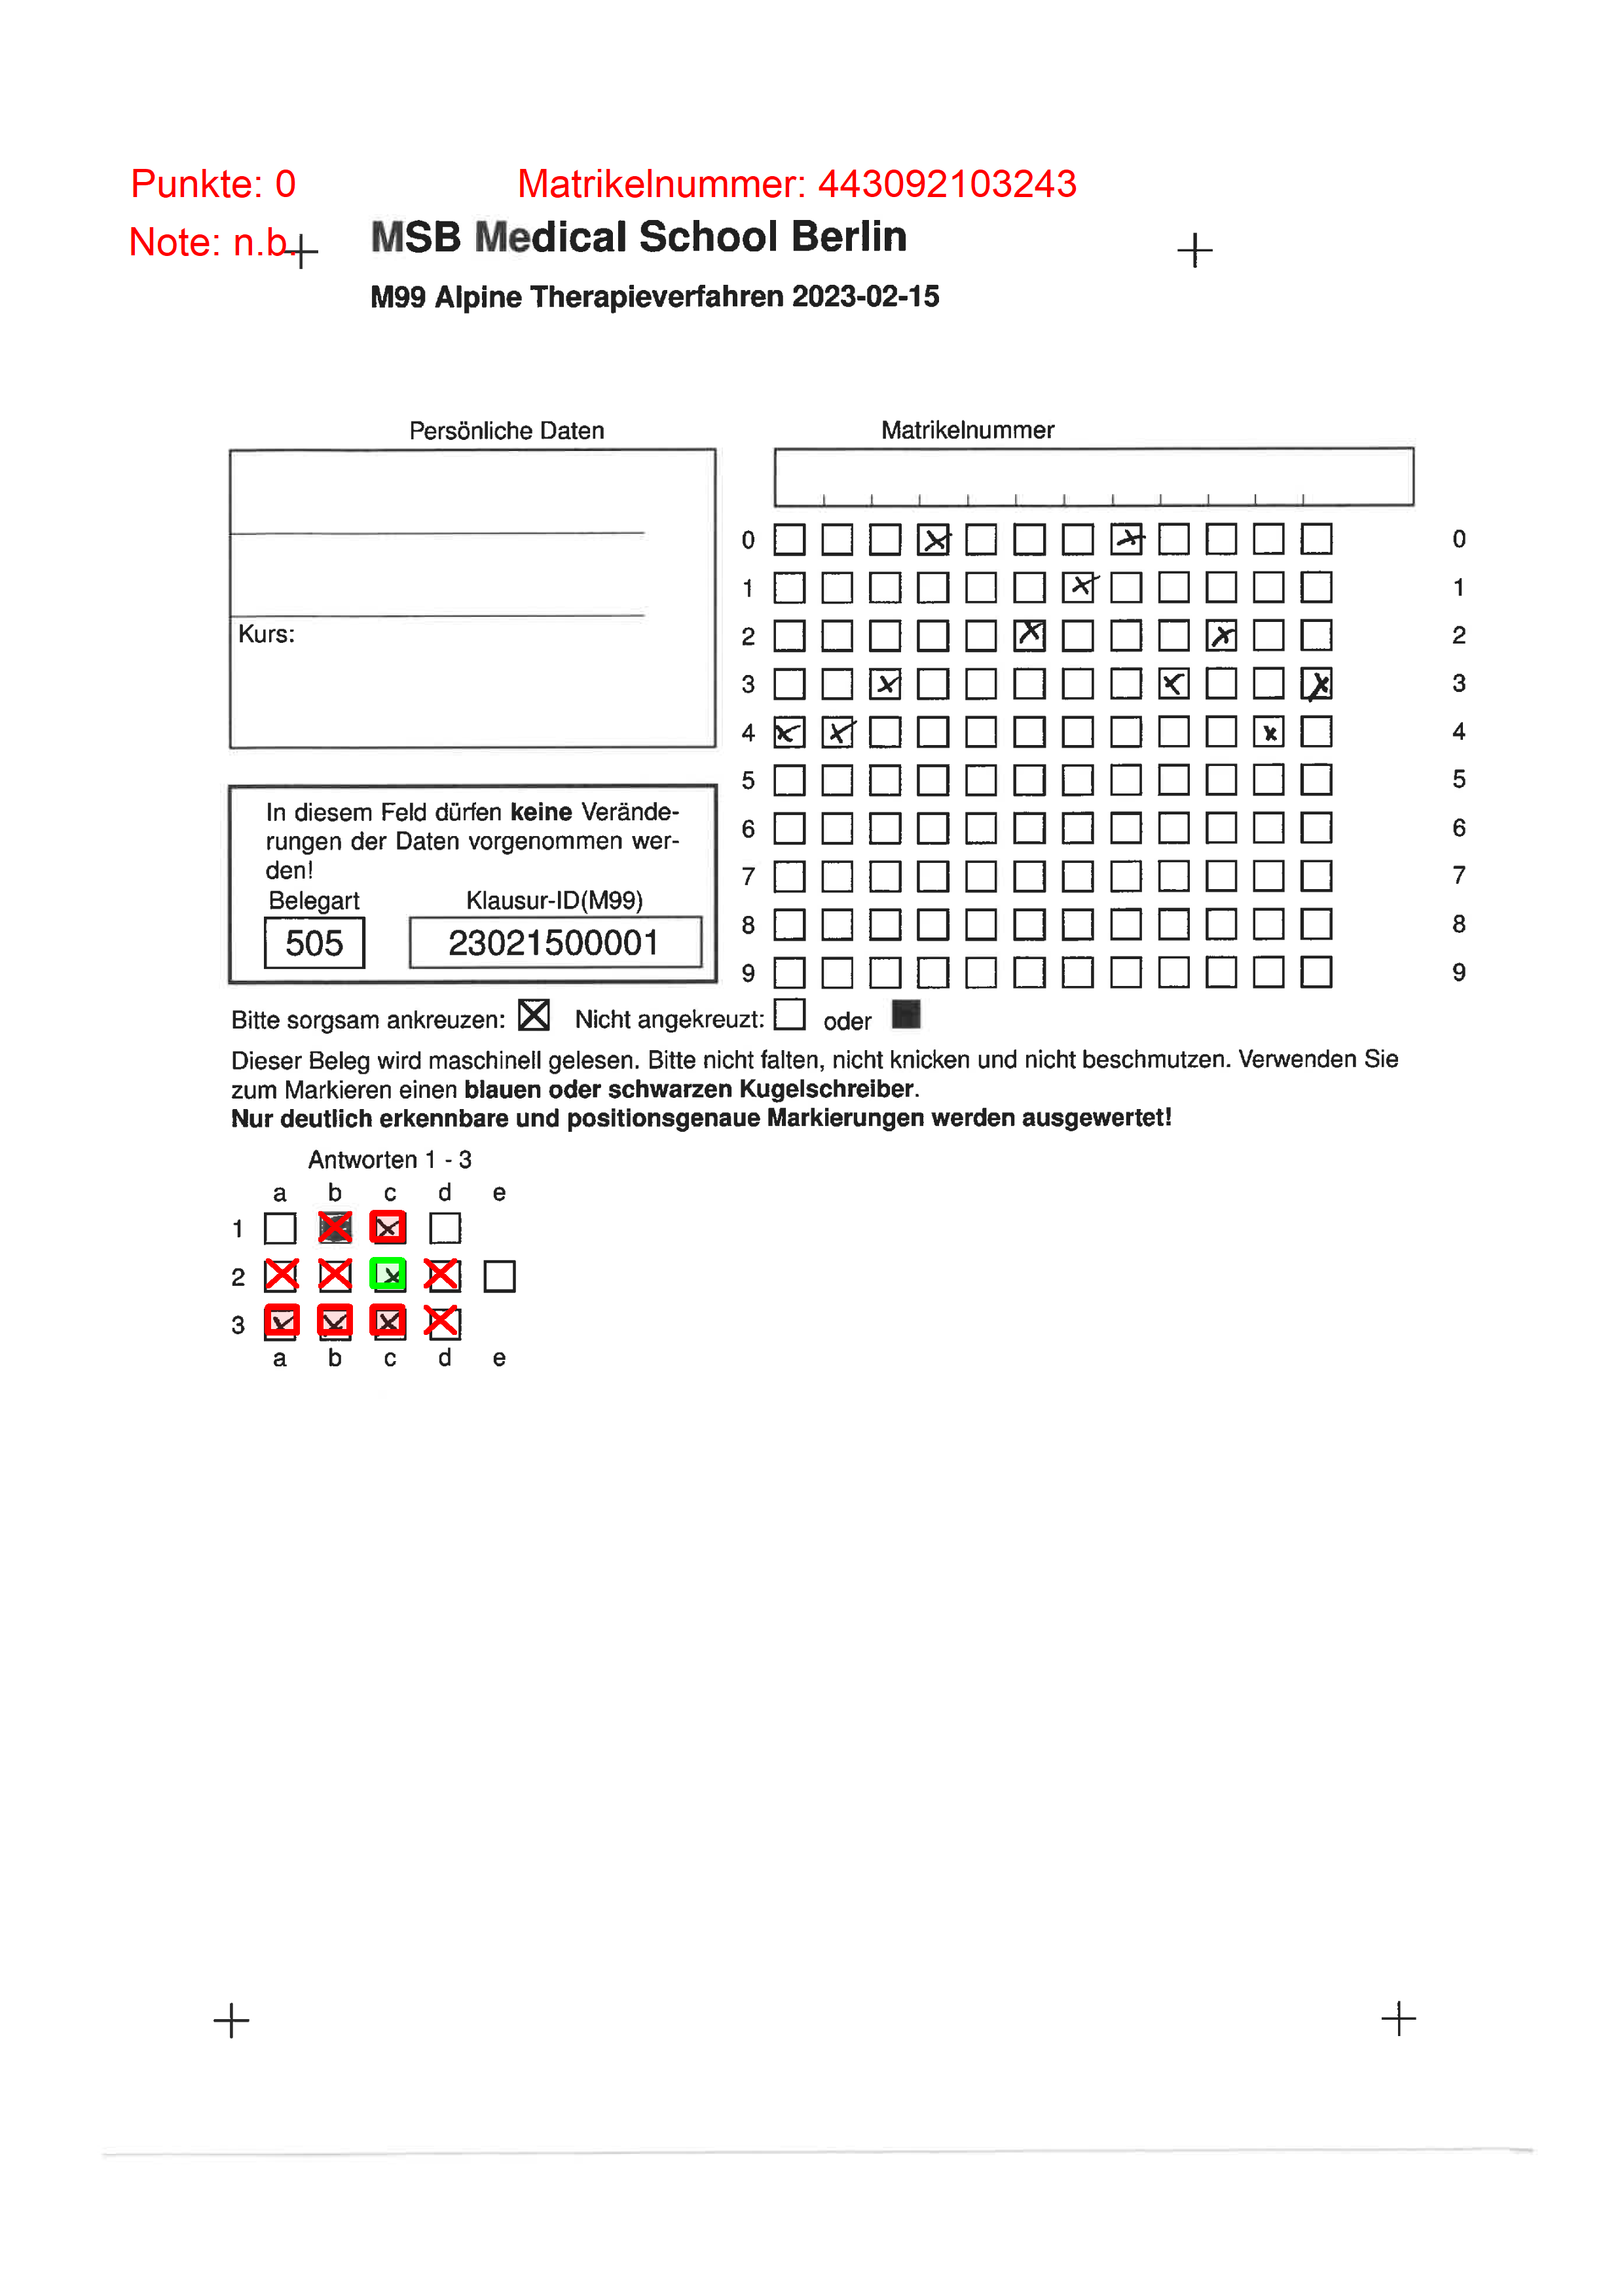 Punkte: 0 Matrikelnummer: 443092103243
Note: n.b.
MSB Medical School Berlin
M99 Alpine Therapieverfahren 2023-02-15
Persönliche Daten
Kurs:
Matrikelnummer
0 0
1 1
2 2
3 3
4 4
5 5
6 6
7 7
8 8
9 9
In diesem Feld dürfen keine Verände-
rungen der Daten vorgenommen wer-
den!
Belegart Klausur-ID(M99)
505 23021500001
Bitte sorgsam ankreuzen: Nicht angekreuzt: oder
Dieser Beleg wird maschinell gelesen. Bitte nicht falten, nicht knicken und nicht beschmutzen. Verwenden Sie
zum Markieren einen blauen oder schwarzen Kugelschreiber.
Nur deutlich erkennbare und positionsgenaue Markierungen werden ausgewertet!
Antworten 1 - 3
a b c d e
1
2
3
a b c d e